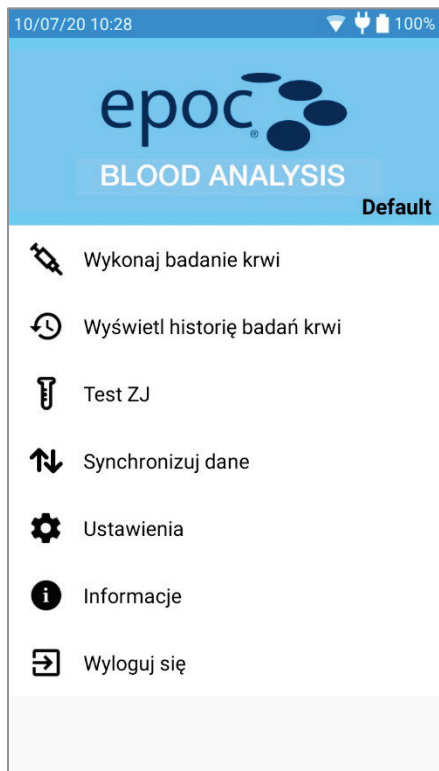 10/07/20 10:28 100%
epoc®
BLOOD ANALYSIS
Default
Wykonaj badanie krwi
Wyświetl historię badań krwi
Test ZJ
Synchronizuj dane
Ustawienia
Informacje
Wyloguj się